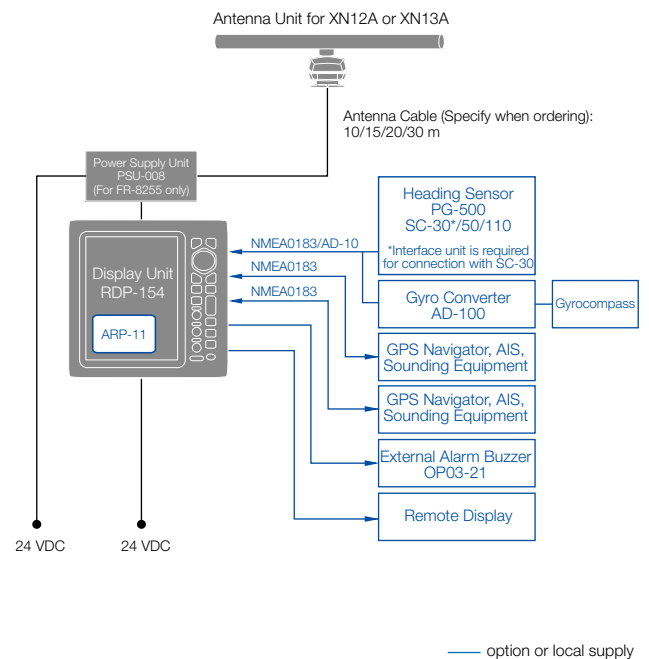 Antenna Unit for XN12A or XN13A
Antenna Cable (Specify when ordering):
10/15/20/30 m
Power Supply Unit
PSU-008
(For FR-8255 only)
Display Unit
RDP-154
ARP-11
NMEA0183/AD-10
NMEA0183
NMEA0183
Heading Sensor
PG-500
SC-30*/50/110
*Interface unit is required
for connection with SC-30
Gyro Converter
AD-100
Gyrocompass
GPS Navigator, AIS,
Sounding Equipment
GPS Navigator, AIS,
Sounding Equipment
External Alarm Buzzer
OP03-21
Remote Display
24 VDC
24 VDC
option or local supply